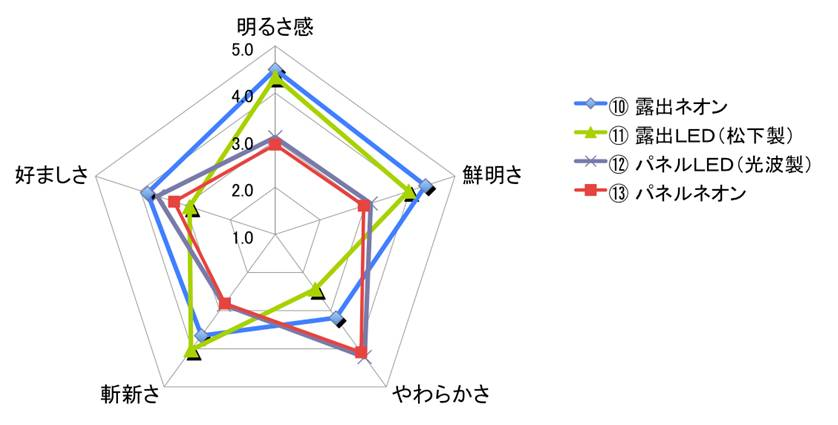 明るさ感
5.0
4.0
3.0
2.0
1.0
鮮明さ
やわらかさ
斬新さ
好ましさ
⑩ 露出ネオン
⑪ 露出LED(松下製)
⑫ パネルLED(光波製)
⑬ パネルネオン